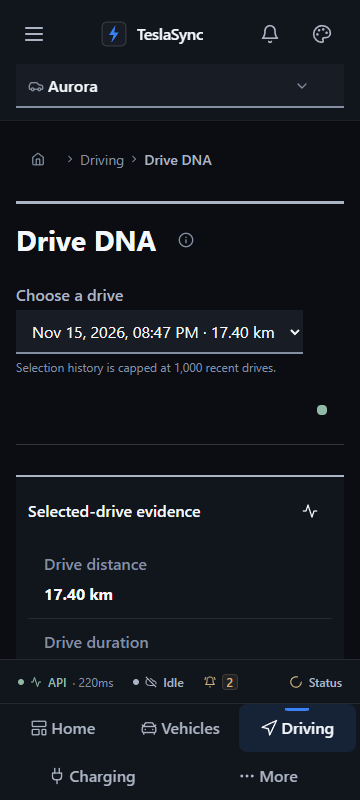 TeslaSync
Aurora
Driving Drive DNA
Drive DNA
Choose a drive
Nov 15, 2026, 08:47 PM · 17.40 km
Selection history is capped at 1,000 recent drives.
Selected-drive evidence
Drive distance
17.40 km
Drive duration
API · 220ms Idle 2 Status
Home Vehicles Driving
Charging More